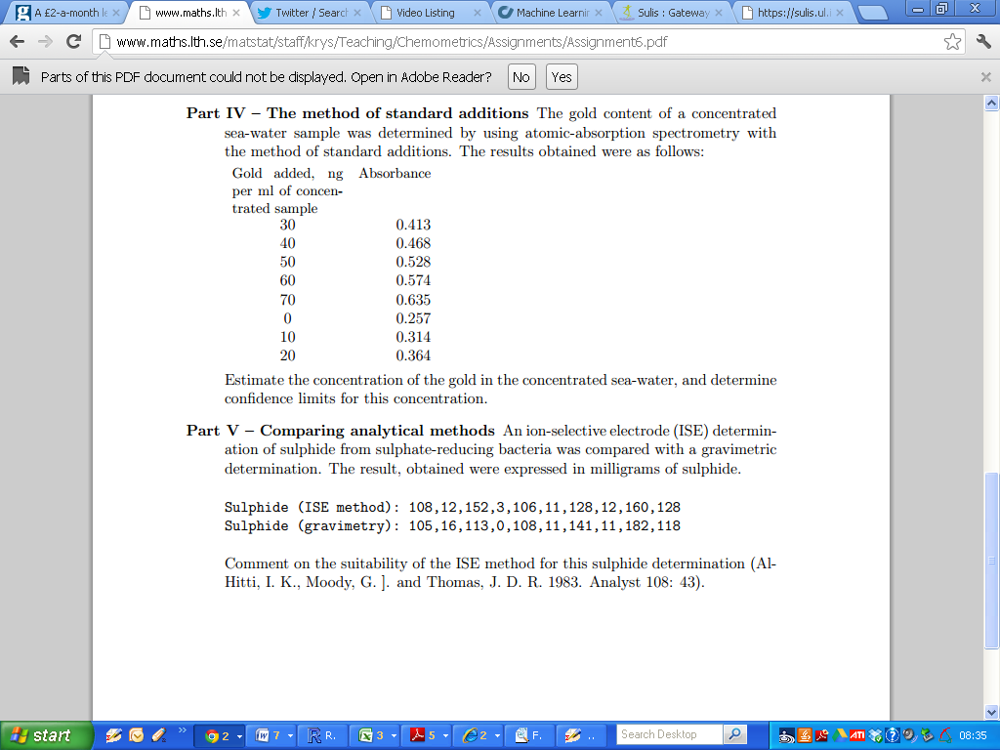 A £2-a-month le
www.maths.lth
Twitter / Search
Video Listing
Machine Learnin
Sulis : Gateway
https://sulis.ul.i
www.maths.lth.se/matstat/staff/krys/Teaching/Chemometrics/Assignments/Assignment6.pdf
Parts of this PDF document could not be displayed. Open in Adobe Reader? No Yes
Part IV – The method of standard additions The gold content of a concentrated
sea-water sample was determined by using atomic-absorption spectrometry with
the method of standard additions. The results obtained were as follows:
Gold added, ng Absorbance
per ml of concen-
trated sample
30 0.413
40 0.468
50 0.528
60 0.574
70 0.635
0 0.257
10 0.314
20 0.364
Estimate the concentration of the gold in the concentrated sea-water, and determine
confidence limits for this concentration.
Part V – Comparing analytical methods An ion-selective electrode (ISE) determin-
ation of sulphide from sulphate-reducing bacteria was compared with a gravimetric
determination. The result, obtained were expressed in milligrams of sulphide.
Sulphide (ISE method): 108,12,152,3,106,11,128,12,160,128
Sulphide (gravimetry): 105,16,113,0,108,11,141,11,182,118
Comment on the suitability of the ISE method for this sulphide determination (Al-
Hitti, I. K., Moody, G. ]. and Thomas, J. D. R. 1983. Analyst 108: 43).
start 2 7 R. 3 5 2 F. .. Search Desktop ATI 08:35